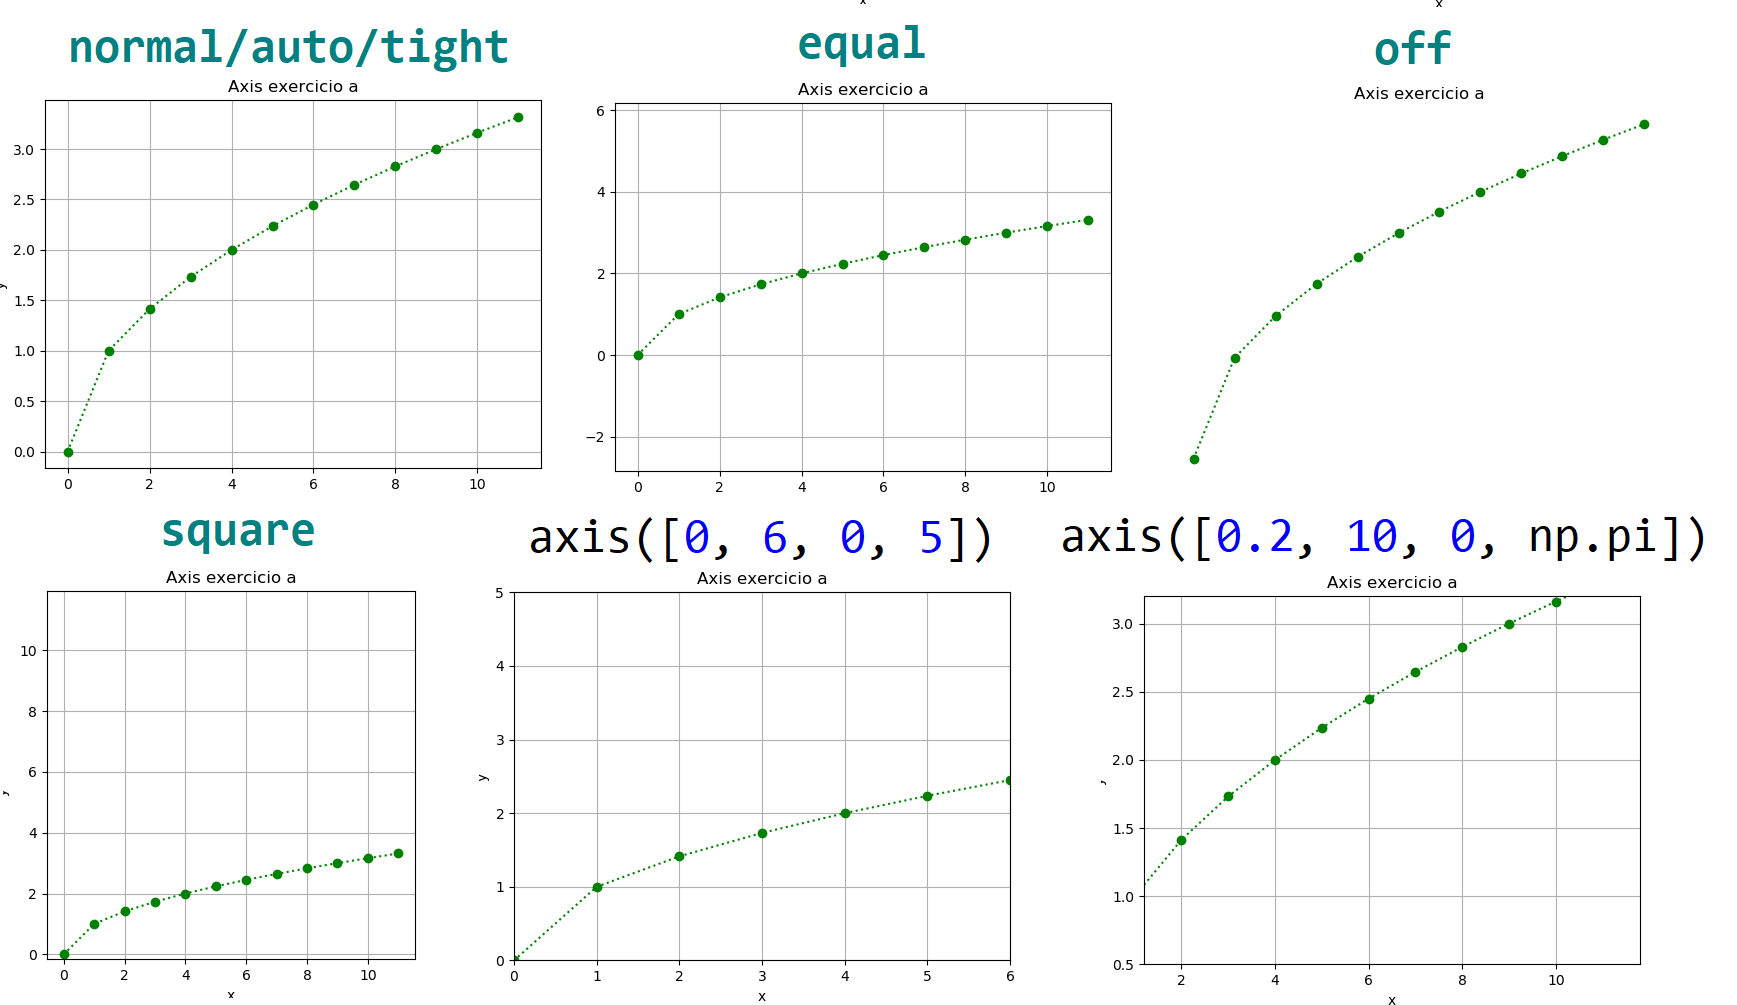 x
x
normal/auto/tight
Axis exercicio a
3.0
2.5
2.0
1.5
1.0
0.5
0.0
y
0 2 4 6 8 10
equal
Axis exercicio a
6
4
2
0
−2
0 2 4 6 8 10
off
Axis exercicio a
square
Axis exercicio a
10
8
6
4
2
0
y
0 2 4 6 8 10
x
axis([0, 6, 0, 5])
Axis exercicio a
5
4
3
2
1
0
y
0 1 2 3 4 5 6
x
axis([0.2, 10, 0, np.pi])
Axis exercicio a
3.0
2.5
2.0
1.5
1.0
0.5
2 4 6 8 10
x